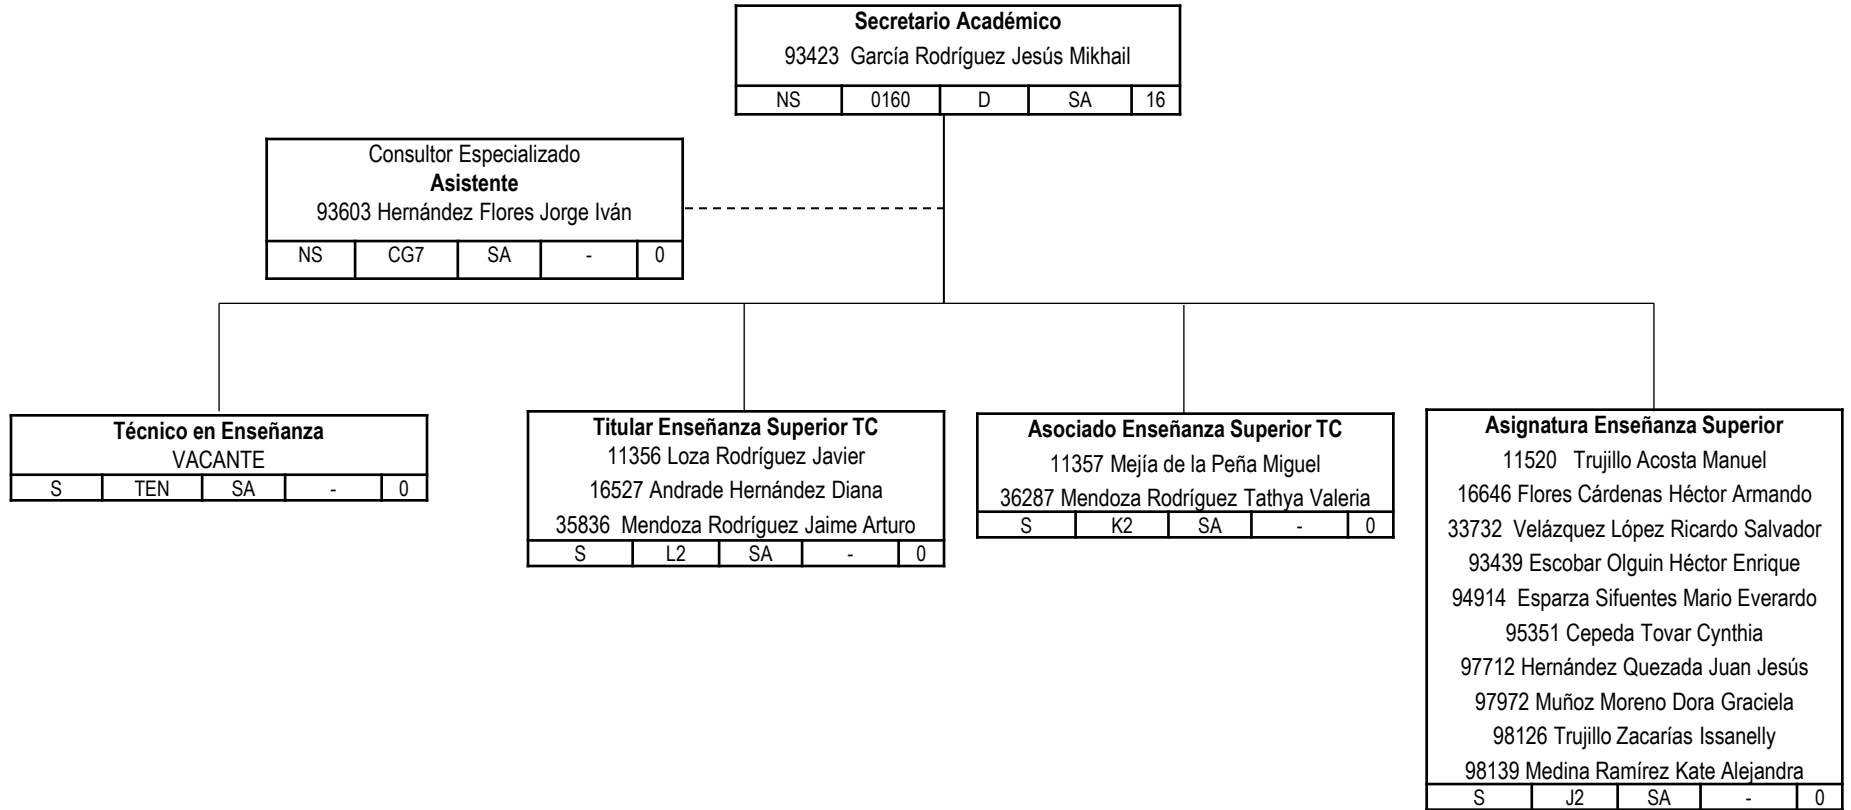 Secretario Académico
93423 García Rodríguez Jesús Mikhail
NS 0160 D SA 16
Consultor Especializado
Asistente
93603 Hernández Flores Jorge Iván
NS CG7 SA - 0
Técnico en Enseñanza
VACANTE
S TEN SA - 0
Titular Enseñanza Superior TC
11356 Loza Rodríguez Javier
16527 Andrade Hernández Diana
35836 Mendoza Rodríguez Jaime Arturo
S L2 SA - 0
Asociado Enseñanza Superior TC
11357 Mejía de la Peña Miguel
36287 Mendoza Rodríguez Tathya Valeria
S K2 SA - 0
Asignatura Enseñanza Superior
11520 Trujillo Acosta Manuel
16646 Flores Cárdenas Héctor Armando
33732 Velázquez López Ricardo Salvador
93439 Escobar Olguin Héctor Enrique
94914 Esparza Sifuentes Mario Everardo
95351 Cepeda Tovar Cynthia
97712 Hernández Quezada Juan Jesús
97972 Muñoz Moreno Dora Graciela
98126 Trujillo Zacarías Issanelly
98139 Medina Ramírez Kate Alejandra
S J2 SA - 0